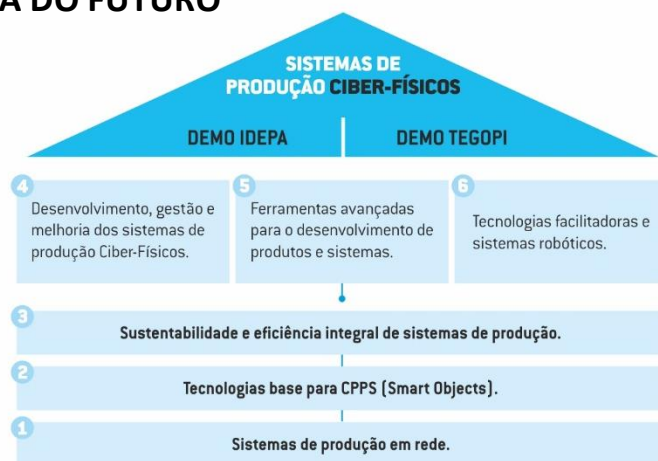 A DO FUTURO
SISTEMAS DE
PRODUÇÃO CIBER-FÍSICOS
DEMO IDEPA
DEMO TEGOPI
4
Desenvolvimento, gestão e
melhoria dos sistemas de
produção Ciber-Físicos.
5
Ferramentas avançadas
para o desenvolvimento de
produtos e sistemas.
6
Tecnologias facilitadoras e
sistemas robóticos.
3
Sustentabilidade e eficiência integral de sistemas de produção.
2
Tecnologias base para CPPS (Smart Objects).
1
Sistemas de produção em rede.